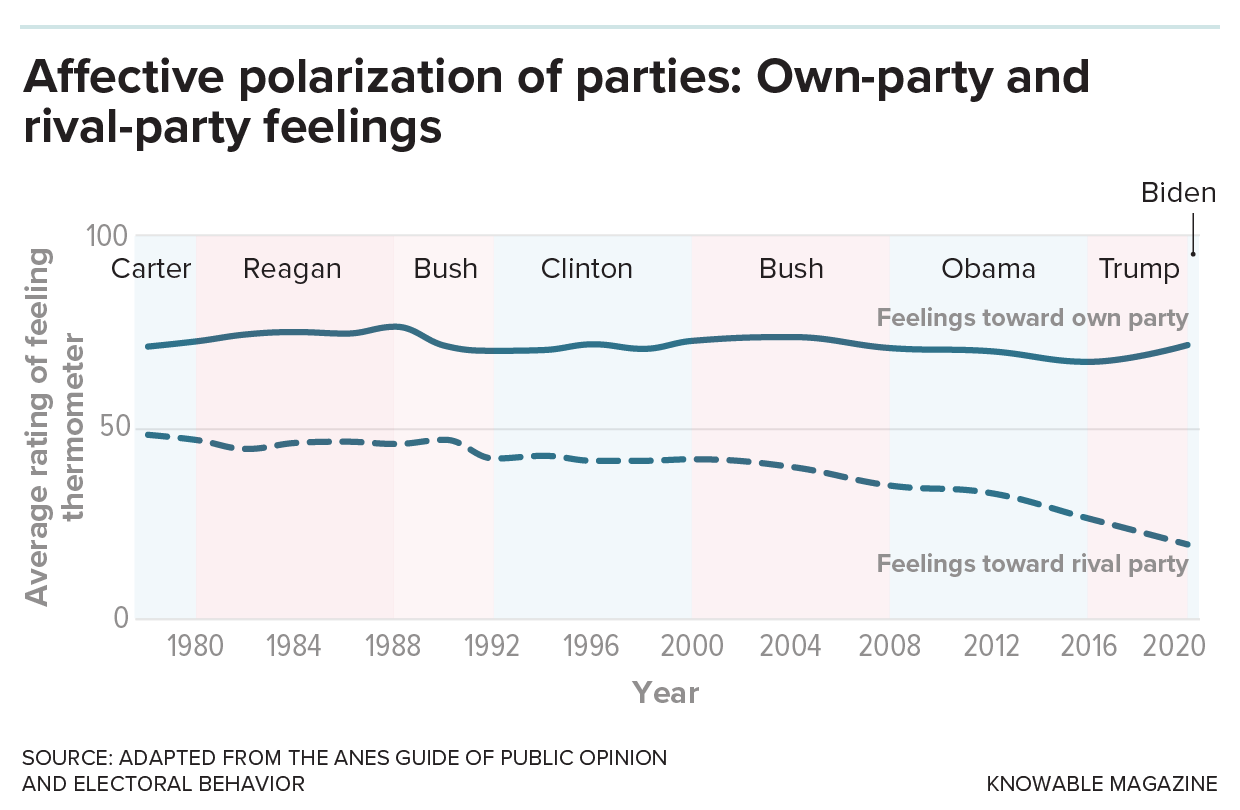 Affective polarization of parties: Own-party and
rival-party feelings
Biden
100
Carter
Reagan
Bush
Clinton
Bush
Obama
Trump
Feelings toward own party
Average rating of feeling
thermometer
50
Feelings toward rival party
0
1980 1984 1988 1992 1996 2000 2004 2008 2012 2016 2020
Year
SOURCE: ADAPTED FROM THE ANES GUIDE OF PUBLIC OPINION
AND ELECTORAL BEHAVIOR
KNOWABLE MAGAZINE